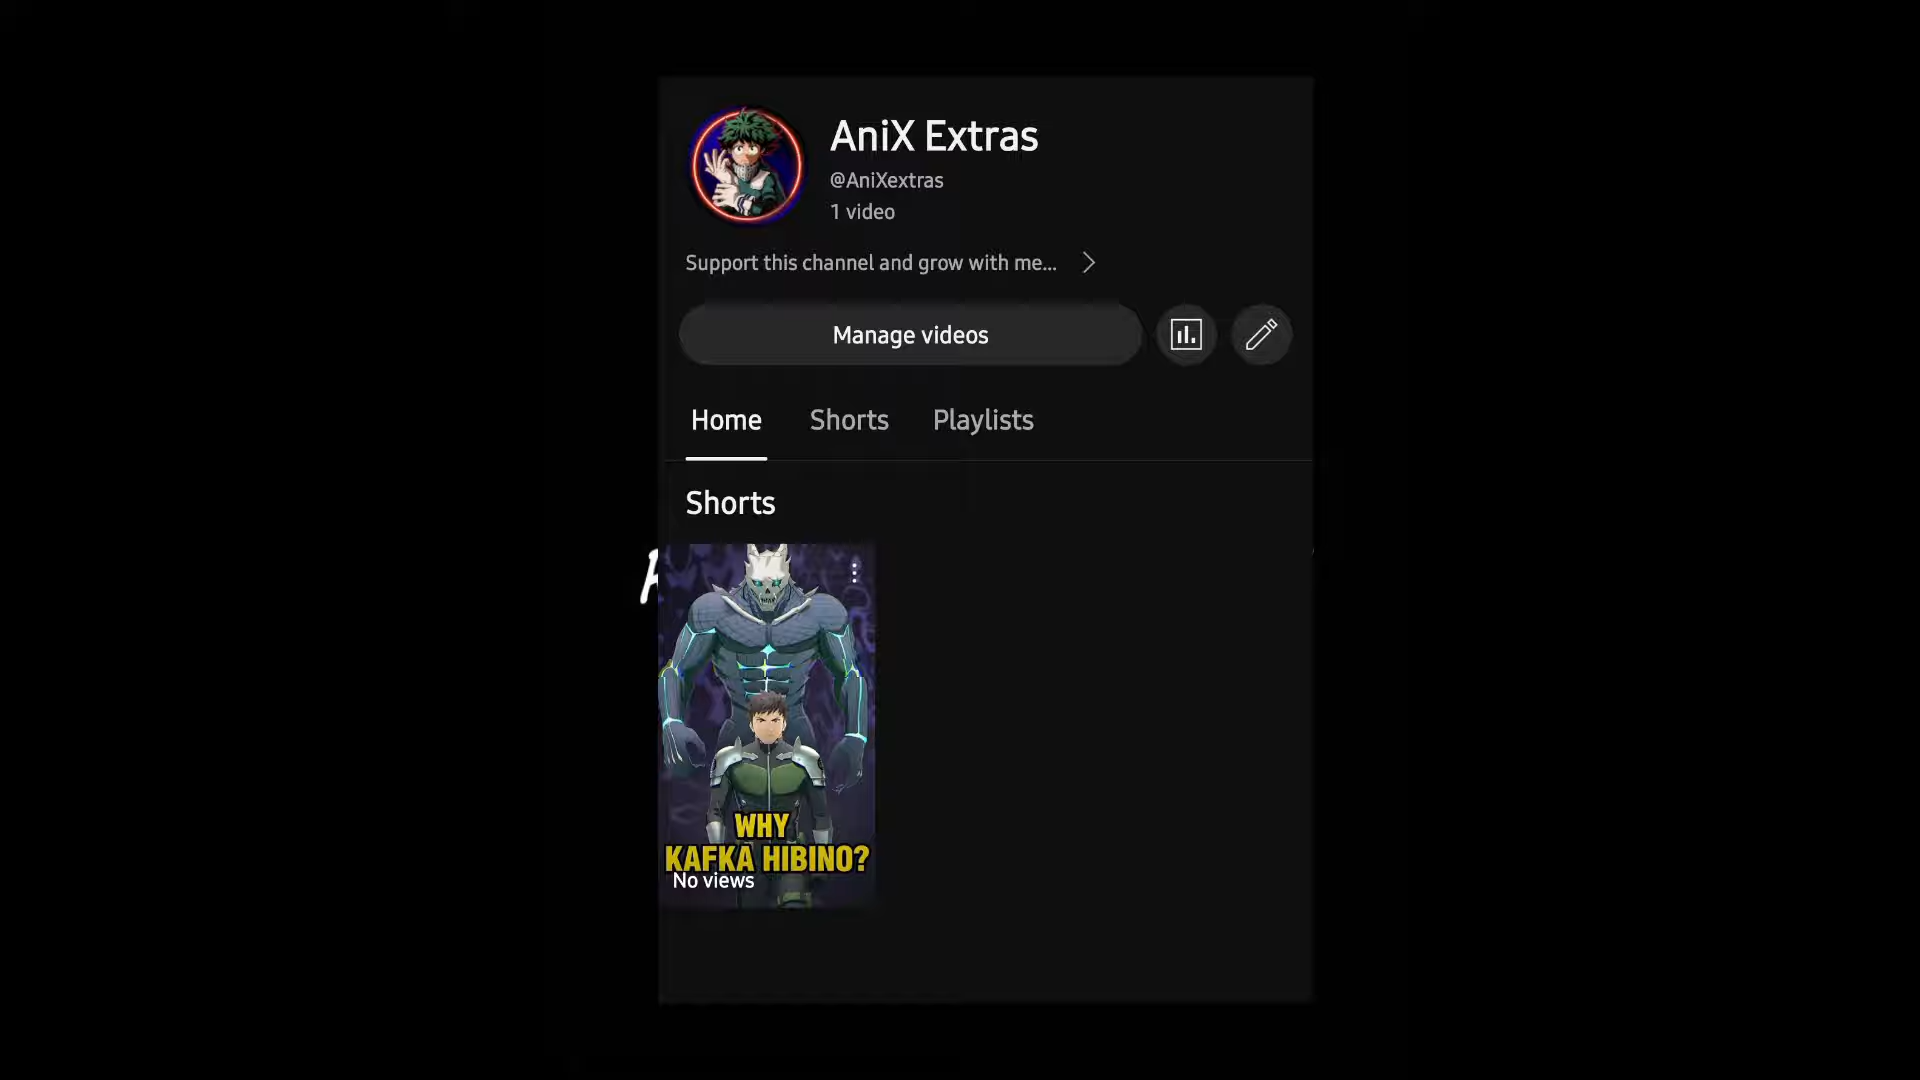 AniX Extras
@AniXextras
1 video
Support this channel and grow with me...
Manage videos
Home Shorts Playlists
Shorts
WHY
KAFKA HIBINO?
No views